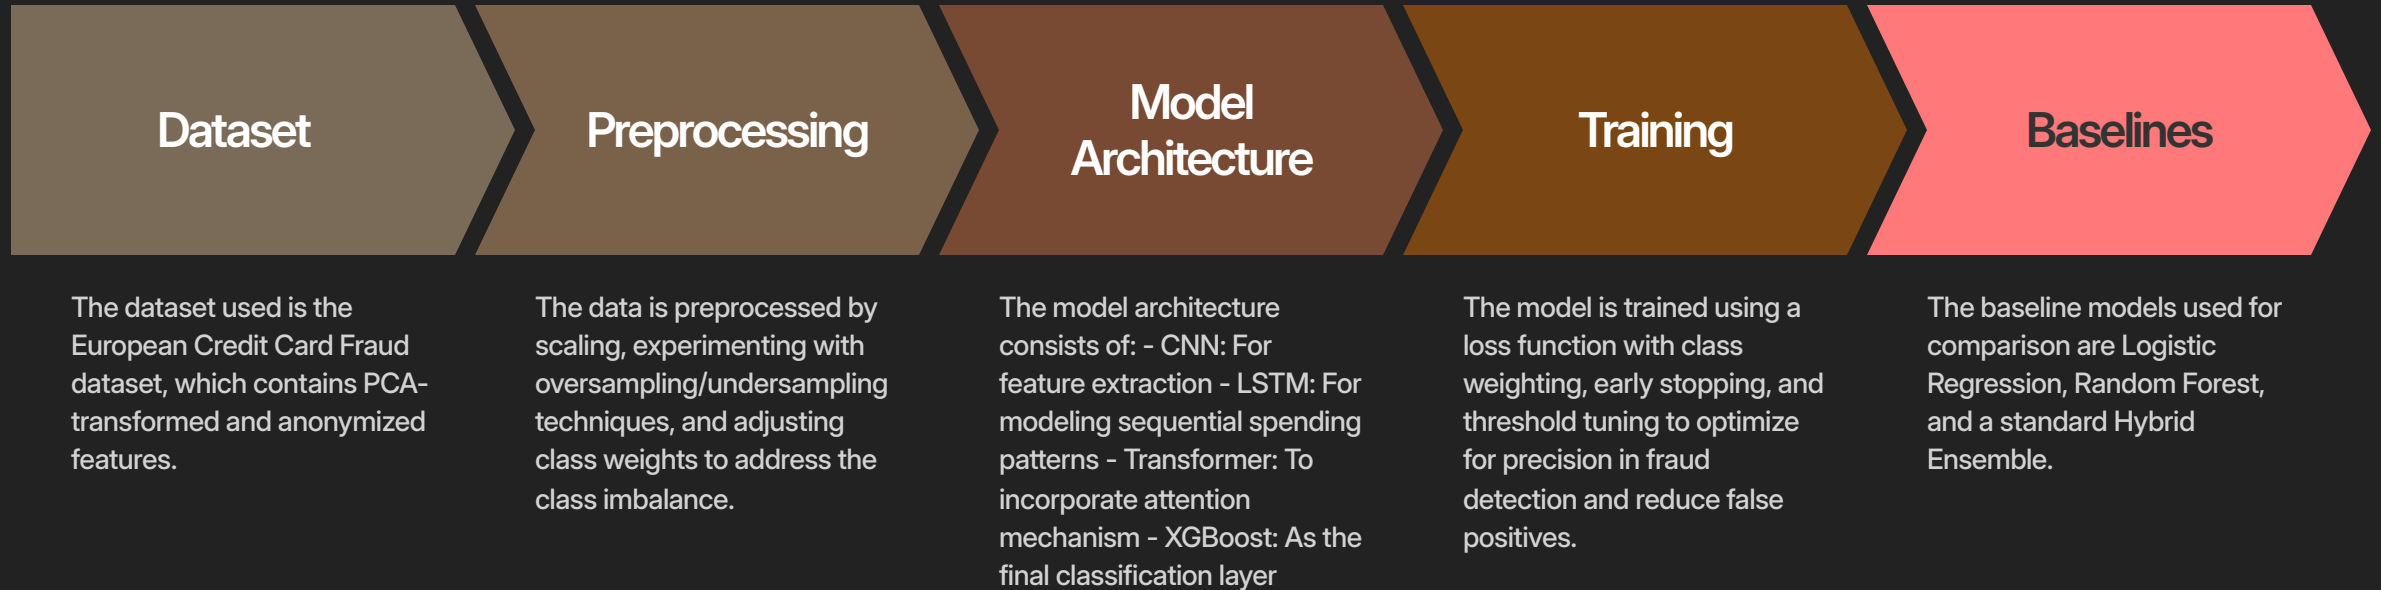 Dataset
Preprocessing
Model
Architecture
Training
Baselines
The dataset used is the
European Credit Card Fraud
dataset, which contains PCA-
transformed and anonymized
features.
The data is preprocessed by
scaling, experimenting with
oversampling/undersampling
techniques, and adjusting
class weights to address the
class imbalance.
The model architecture
consists of: - CNN: For
feature extraction - LSTM: For
modeling sequential spending
patterns - Transformer: To
incorporate attention
mechanism - XGBoost: As the
final classification layer
The model is trained using a
loss function with class
weighting, early stopping, and
threshold tuning to optimize
for precision in fraud
detection and reduce false
positives.
The baseline models used for
comparison are Logistic
Regression, Random Forest,
and a standard Hybrid
Ensemble.